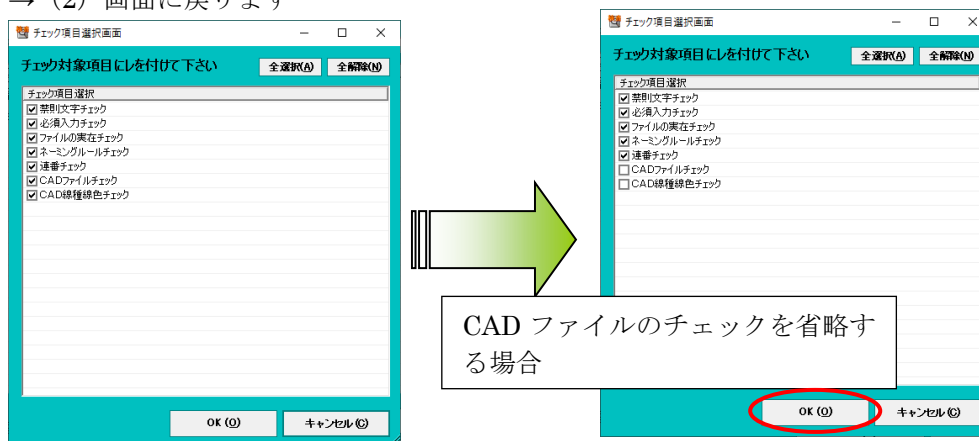 →（2）画面に戻ります
チェック項目選択画面
チェック対象項目にレを付けて下さい
全選択(A)
全解除(N)
チェック項目選択
禁則文字チェック
必須入力チェック
ファイルの実在チェック
ネーミングルールチェック
連番チェック
CADファイルチェック
CAD線種線色チェック
OK (O)
キャンセル(C)
チェック項目選択画面
チェック対象項目にレを付けて下さい
全選択(A)
全解除(N)
チェック項目選択
禁則文字チェック
必須入力チェック
ファイルの実在チェック
ネーミングルールチェック
連番チェック
CADファイルチェック
CAD線種線色チェック
CAD ファイルのチェックを省略す
る場合
OK (O)
キャンセル(C)